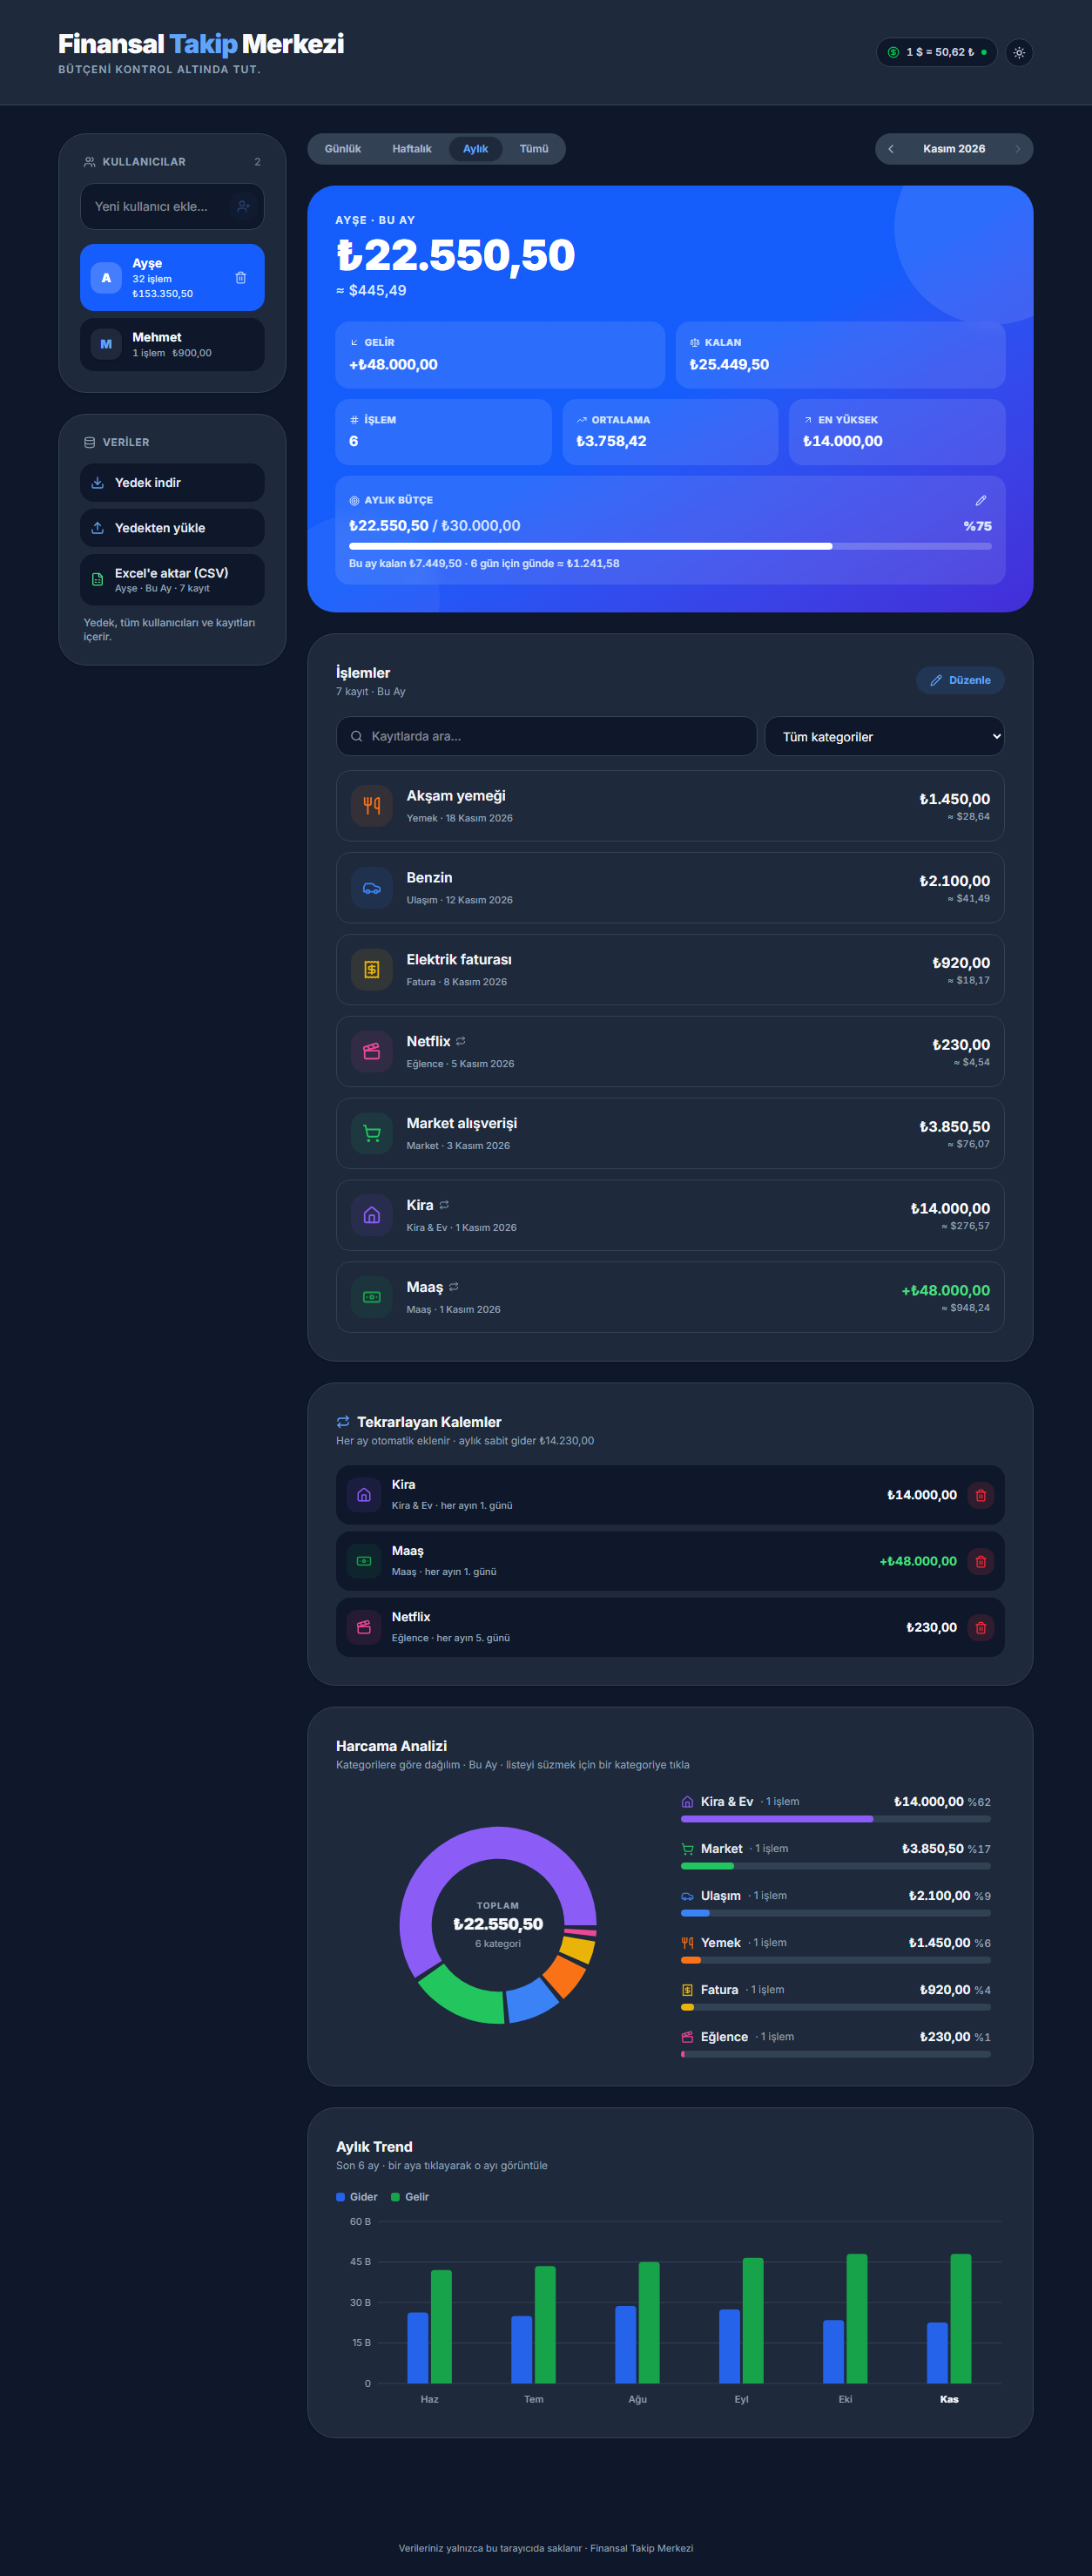 Finansal Takip Merkezi
BÜTÇENİ KONTROL ALTINDA TUT.
1 $ = 50,62 ₺
KULLANICILAR 2
Yeni kullanıcı ekle...
A
Ayşe
32 işlem
₺153.350,50
M
Mehmet
1 işlem ₺900,00
VERİLER
Yedek indir
Yedekten yükle
Excel'e aktar (CSV)
Ayşe · Bu Ay · 7 kayıt
Yedek, tüm kullanıcıları ve kayıtları
içerir.
Günlük Haftalık Aylık Tümü
Kasım 2026
AYŞE · BU AY
₺22.550,50
≈ $445,49
GELİR
+₺48.000,00
KALAN
₺25.449,50
İŞLEM
6
ORTALAMA
₺3.758,42
EN YÜKSEK
₺14.000,00
AYLIK BÜTÇE
₺22.550,50 / ₺30.000,00 %75
Bu ay kalan ₺7.449,50 · 6 gün için günde ≈ ₺1.241,58
İşlemler
7 kayıt · Bu Ay
Düzenle
Kayıtlarda ara...
Tüm kategoriler
Akşam yemeği
Yemek · 18 Kasım 2026
₺1.450,00
≈ $28,64
Benzin
Ulaşım · 12 Kasım 2026
₺2.100,00
≈ $41,49
Elektrik faturası
Fatura · 8 Kasım 2026
₺920,00
≈ $18,17
Netflix
Eğlence · 5 Kasım 2026
₺230,00
≈ $4,54
Market alışverişi
Market · 3 Kasım 2026
₺3.850,50
≈ $76,07
Kira
Kira & Ev · 1 Kasım 2026
₺14.000,00
≈ $276,57
Maaş
Maaş · 1 Kasım 2026
+₺48.000,00
≈ $948,24
Tekrarlayan Kalemler
Her ay otomatik eklenir · aylık sabit gider ₺14.230,00
Kira
Kira & Ev · her ayın 1. günü
₺14.000,00
Maaş
Maaş · her ayın 1. günü
+₺48.000,00
Netflix
Eğlence · her ayın 5. günü
₺230,00
Harcama Analizi
Kategorilere göre dağılım · Bu Ay · listeyi süzmek için bir kategoriye tıkla
TOPLAM
₺22.550,50
6 kategori
Kira & Ev · 1 işlem ₺14.000,00 %62
Market · 1 işlem ₺3.850,50 %17
Ulaşım · 1 işlem ₺2.100,00 %9
Yemek · 1 işlem ₺1.450,00 %6
Fatura · 1 işlem ₺920,00 %4
Eğlence · 1 işlem ₺230,00 %1
Aylık Trend
Son 6 ay · bir aya tıklayarak o ayı görüntüle
Gider Gelir
60 B
45 B
30 B
15 B
0
Haz Tem Ağu Eyl Eki Kas
Verileriniz yalnızca bu tarayıcıda saklanır · Finansal Takip Merkezi